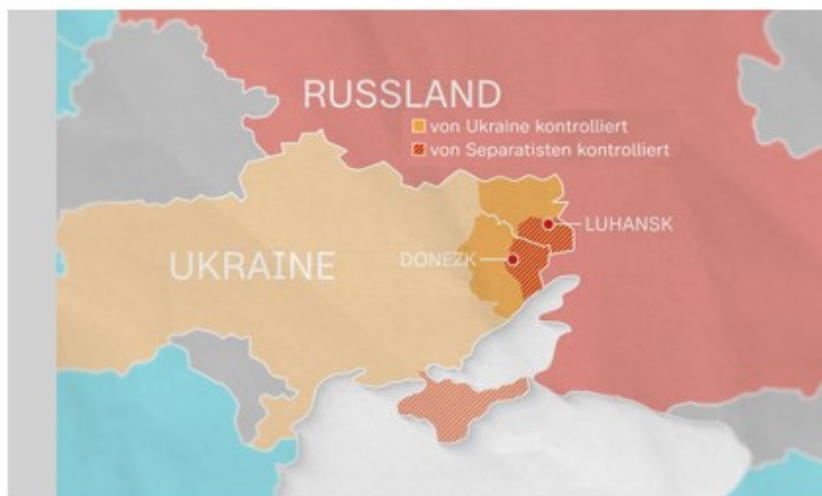 RUSSLAND
von Ukraine kontrolliert
von Separatisten kontrolliert
LUHANSK
DONEZK
UKRAINE